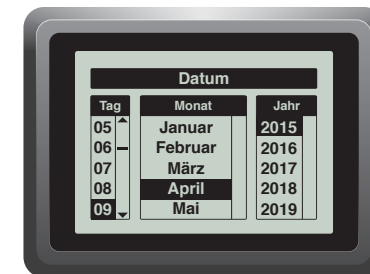 Datum
Tag Monat Jahr
05 Januar 2015
06 Februar 2016
07 März 2017
08 April 2018
09 Mai 2019